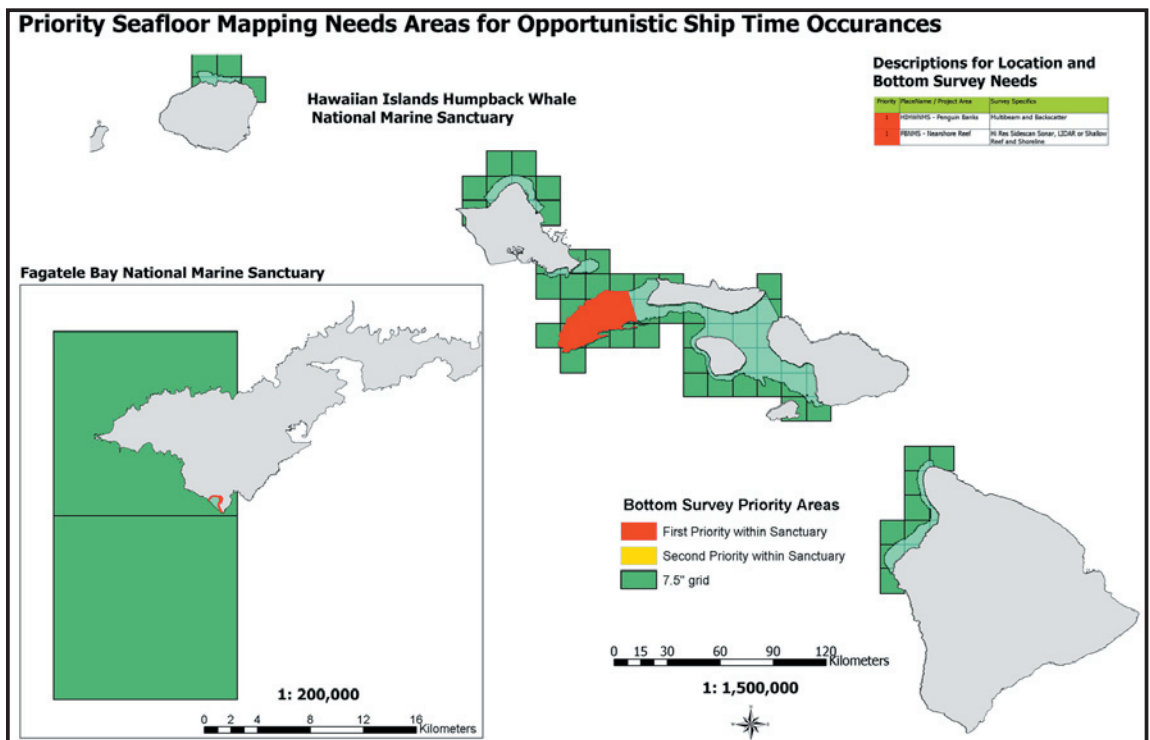 Priority Seafloor Mapping Needs Areas for Opportunistic Ship Time Occurances
Descriptions for Location and
Bottom Survey Needs
Priority PlaceName / Project Area Survey Specifics
1 HIHWNMS - Penguin Banks Multibeam and Backscatter
1 FBNMS - Nearshore Reef Hi Res Sidescan Sonar, LIDAR or Shallow
Reef and Shoreline
Hawaiian Islands Humpback Whale
National Marine Sanctuary
Fagatele Bay National Marine Sanctuary
1: 200,000
0 2 4 8 12 16
Kilometers
Bottom Survey Priority Areas
First Priority within Sanctuary
Second Priority within Sanctuary
7.5" grid
0 15 30 60 90 120
Kilometers
1: 1,500,000